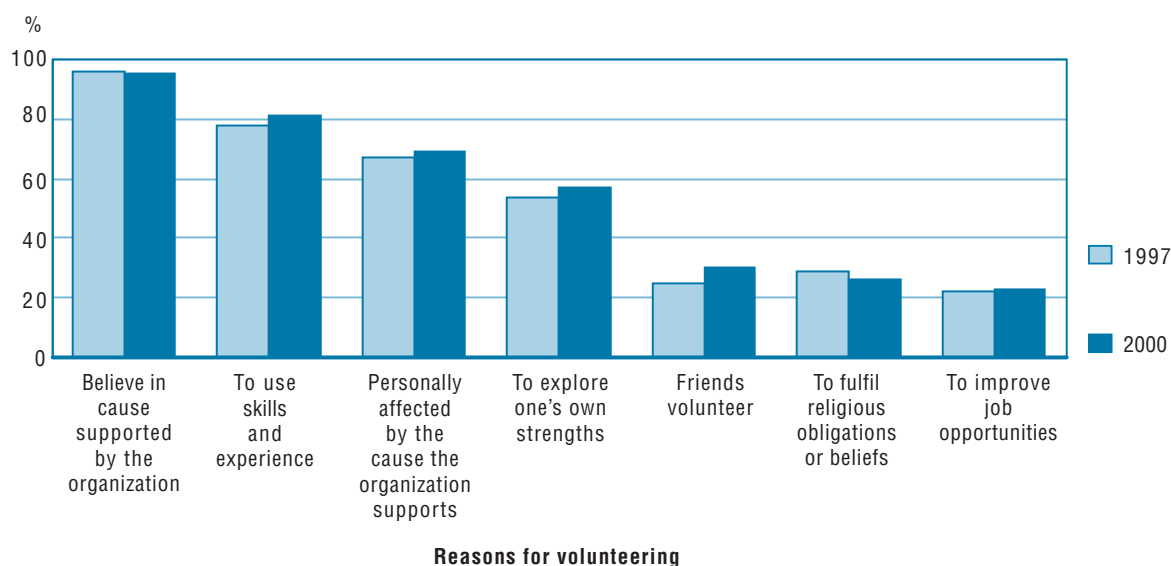 %
100
80
60
40
20
0
Believe in
cause
supported
by the
organization
To use
skills
and
experience
Personally
affected
by the
cause the
organization
supports
To explore
one's own
strengths
Friends
volunteer
To fulfil
religious
obligations
or beliefs
To improve
job
opportunities
1997
2000
Reasons for volunteering